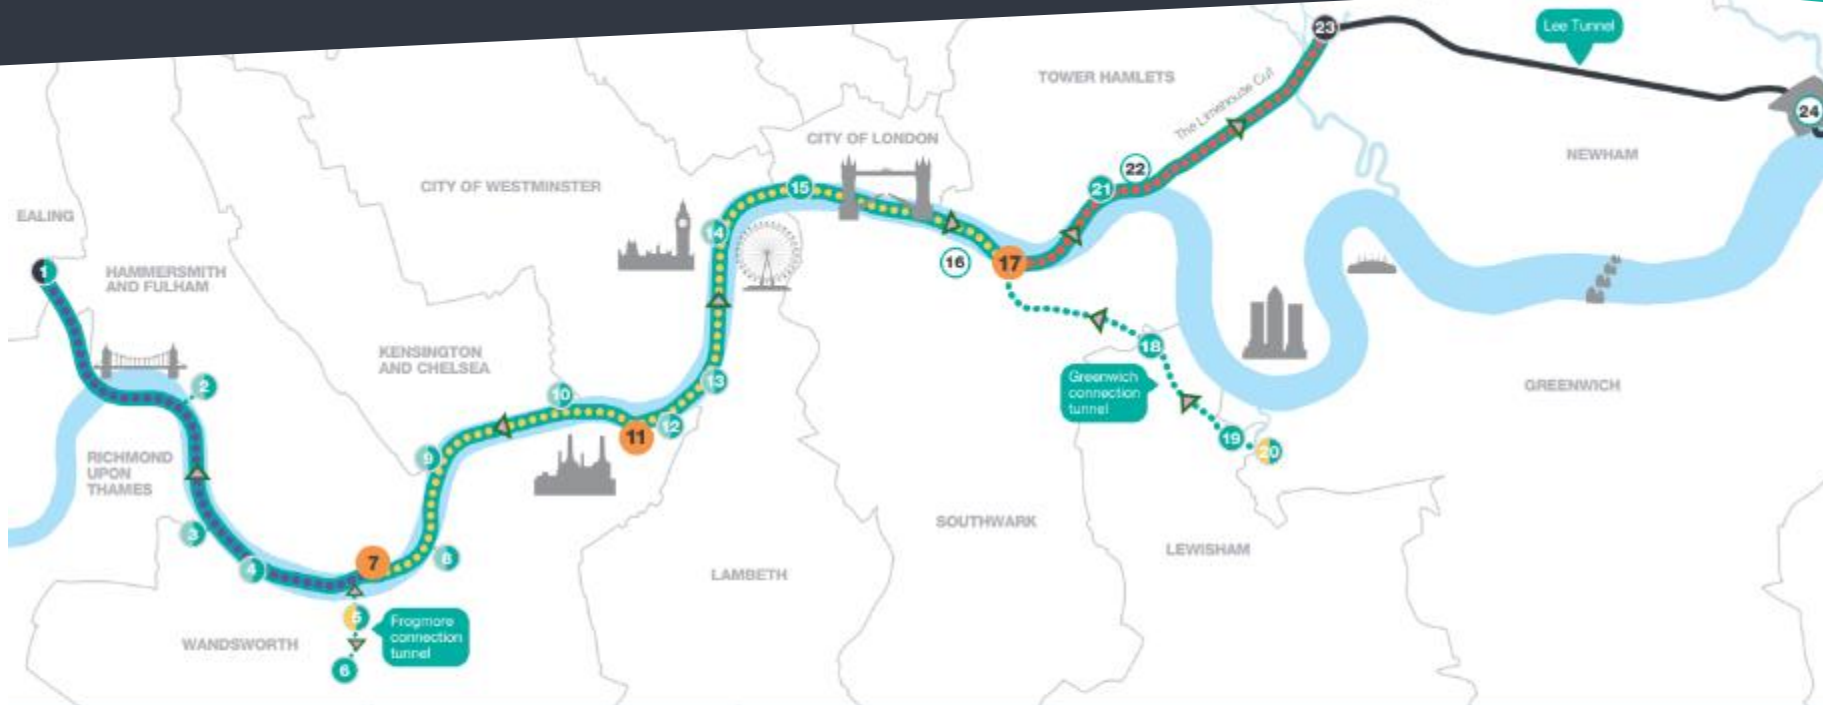 23
Lee Tunnel
TOWER HAMLETS
The Limehouse Cut
24
CITY OF LONDON
NEWHAM
22
CITY OF WESTMINSTER
15
21
EALING
14
16
17
1
HAMMERSMITH
AND FULHAM
18
KENSINGTON
AND CHELSEA
Greenwich
connection
tunnel
GREENWICH
2
13
10
12
11
19
20
9
RICHMOND
UPON
THAMES
SOUTHWARK
3
LEWISHAM
8
7
4
LAMBETH
5
Frogmore
connection
tunnel
WANDSWORTH
6